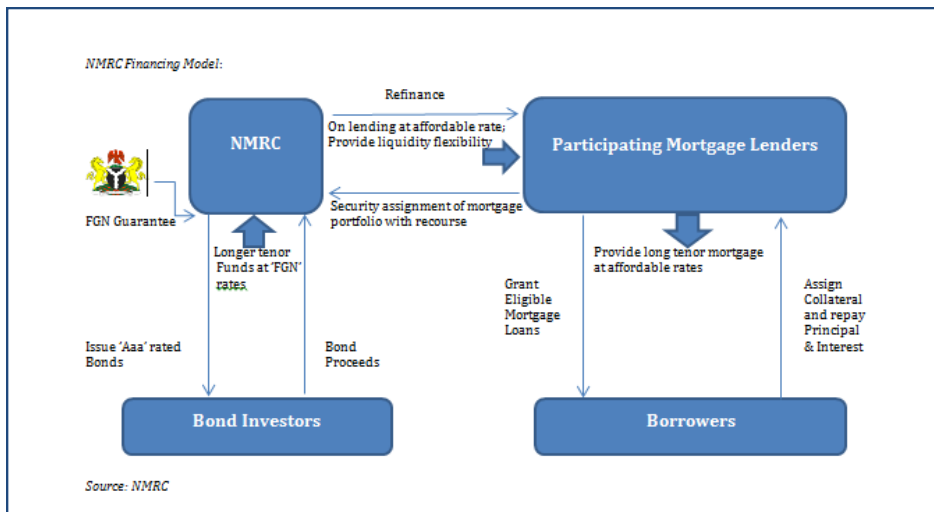 NMRC Financing Model:
Refinance
NMRC
On lending at affordable rate;
Provide liquidity flexibility
Participating Mortgage Lenders
FGN Guarantee
Security assignment of mortgage
portfolio with recourse
Longer tenor
Funds at 'FGN'
rates
Provide long tenor mortgage
at affordable rates
Grant
Eligible
Mortgage
Loans
Assign
Collateral
and repay
Principal
& Interest
Issue 'Aaa' rated
Bonds
Bond
Proceeds
Bond Investors
Borrowers
Source: NMRC